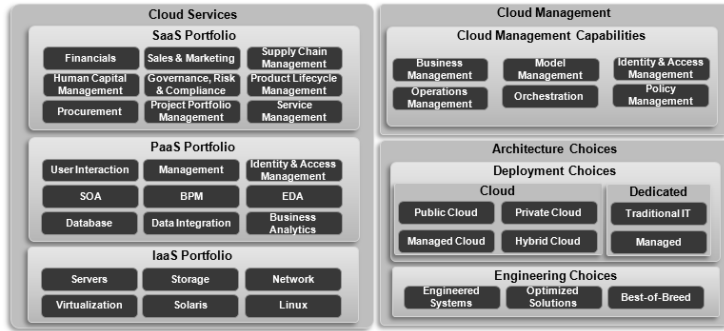 Cloud Services
SaaS Portfolio
Financials
Sales & Marketing
Supply Chain
Management
Human Capital
Management
Governance, Risk
& Compliance
Product Lifecycle
Management
Procurement
Project Portfolio
Management
Service
Management
PaaS Portfolio
User Interaction
Management
Identity & Access
Management
SOA
BPM
EDA
Database
Data Integration
Business
Analytics
IaaS Portfolio
Servers
Storage
Network
Virtualization
Solaris
Linux
Cloud Management
Cloud Management Capabilities
Business
Management
Model
Management
Identity & Access
Management
Operations
Management
Orchestration
Policy
Management
Architecture Choices
Deployment Choices
Cloud
Public Cloud
Private Cloud
Managed Cloud
Hybrid Cloud
Dedicated
Traditional IT
Managed
Engineering Choices
Engineered
Systems
Optimized
Solutions
Best-of-Breed